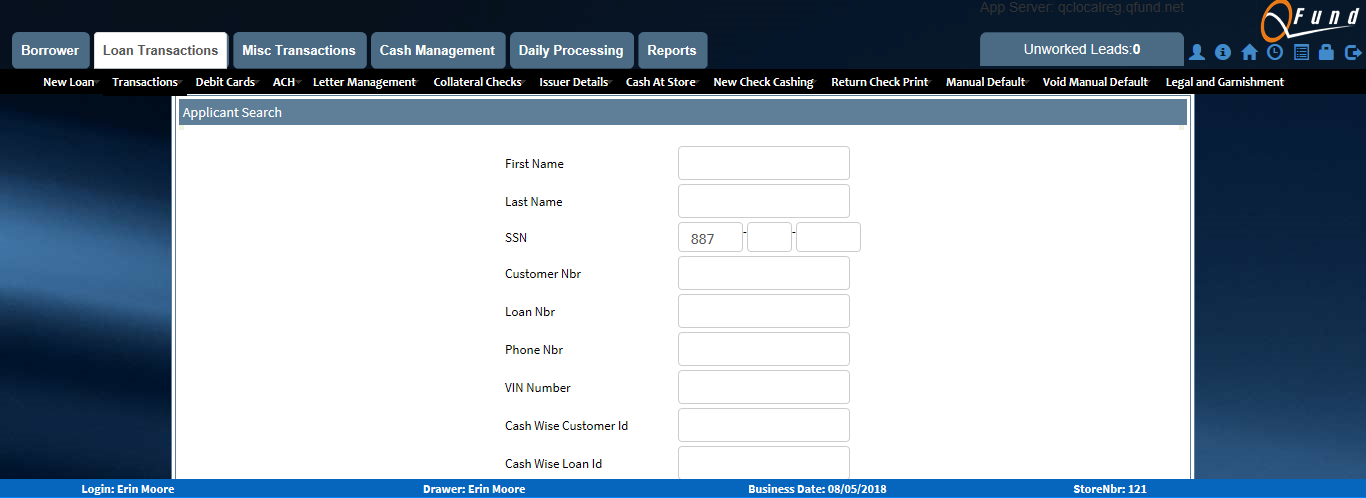 App Server: qclocalreg.qfund.net
QFund
Borrower Loan Transactions Misc Transactions Cash Management Daily Processing Reports Unworked Leads:0
New Loan Transactions Debit Cards ACH Letter Management Collateral Checks Issuer Details Cash At Store New Check Cashing Return Check Print Manual Default Void Manual Default Legal and Garnishment
Applicant Search
First Name
Last Name
SSN 887 - -
Customer Nbr
Loan Nbr
Phone Nbr
VIN Number
Cash Wise Customer Id
Cash Wise Loan Id
Login: Erin Moore Drawer: Erin Moore Business Date: 08/05/2018 StoreNbr: 121